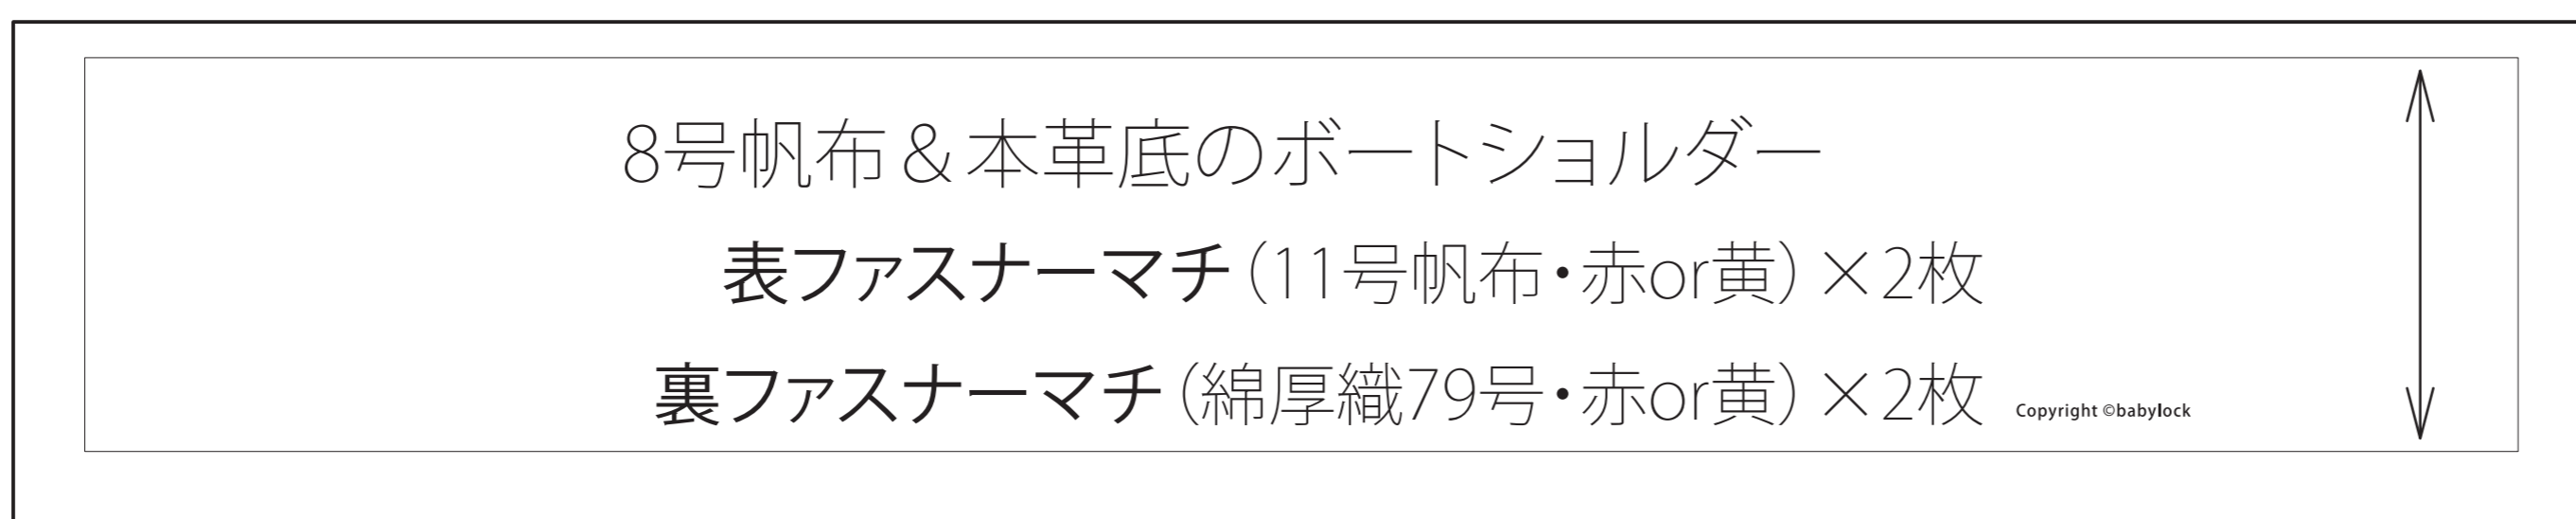 8号帆布&本革底のボートショルダー
表ファスナーマチ(11号帆布・赤or黄)×2枚
裏ファスナーマチ(綿厚織79号・赤or黄)×2枚
Copyright ©babylock